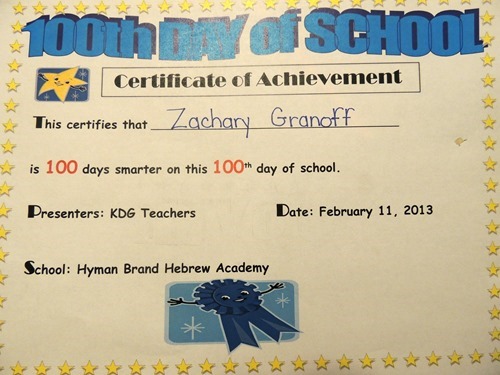 100th DAY of SCHOOL
Certificate of Achievement
This certifies that Zachary Granoff
is 100 days smarter on this 100th day of school.
Presenters: KDG Teachers Date: February 11, 2013
School: Hyman Brand Hebrew Academy